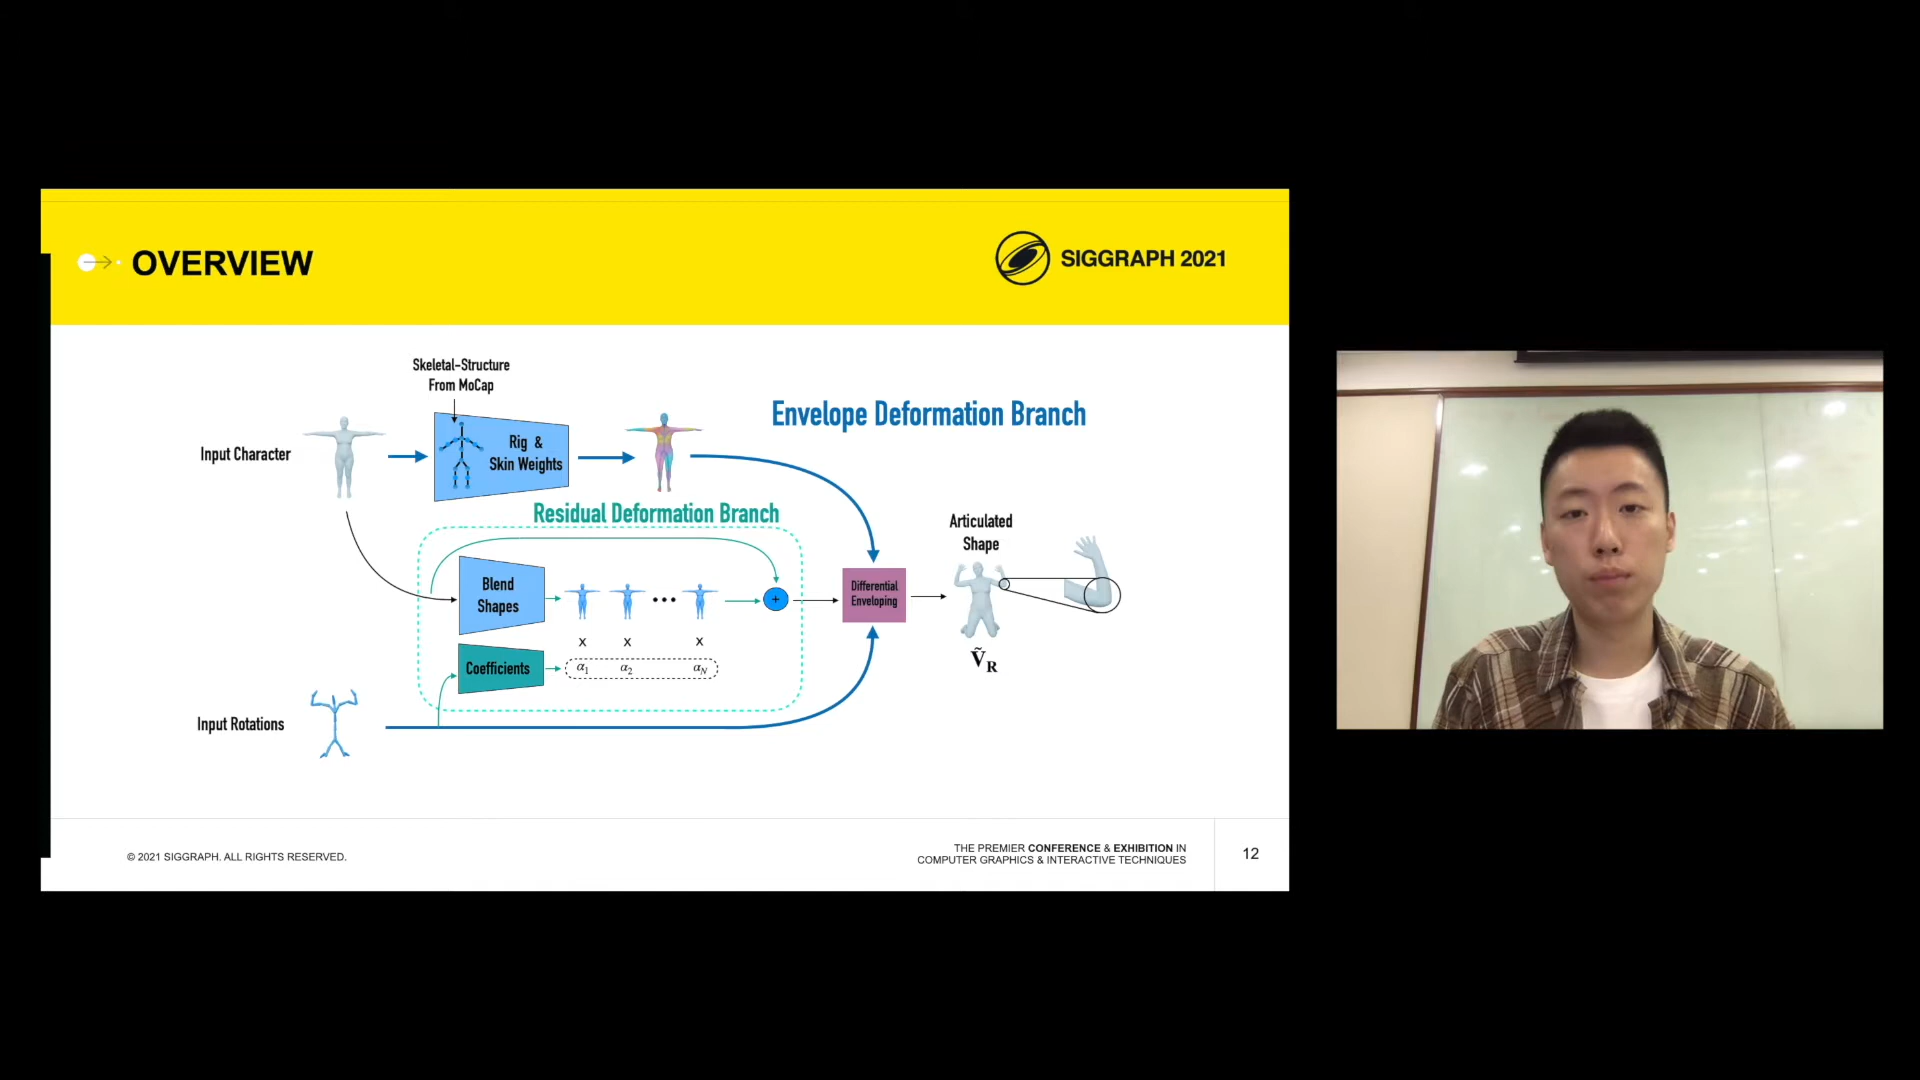 OVERVIEW
SIGGRAPH 2021
Skeletal-Structure
From MoCap
Envelope Deformation Branch
Input Character
Rig &
Skin Weights
Residual Deformation Branch
Articulated
Shape
Blend
Shapes
+
Differential
Enveloping
x x x
Coefficients
α1 α2 αN
ṼR
Input Rotations
© 2021 SIGGRAPH. ALL RIGHTS RESERVED.
THE PREMIER CONFERENCE & EXHIBITION IN
COMPUTER GRAPHICS & INTERACTIVE TECHNIQUES
12